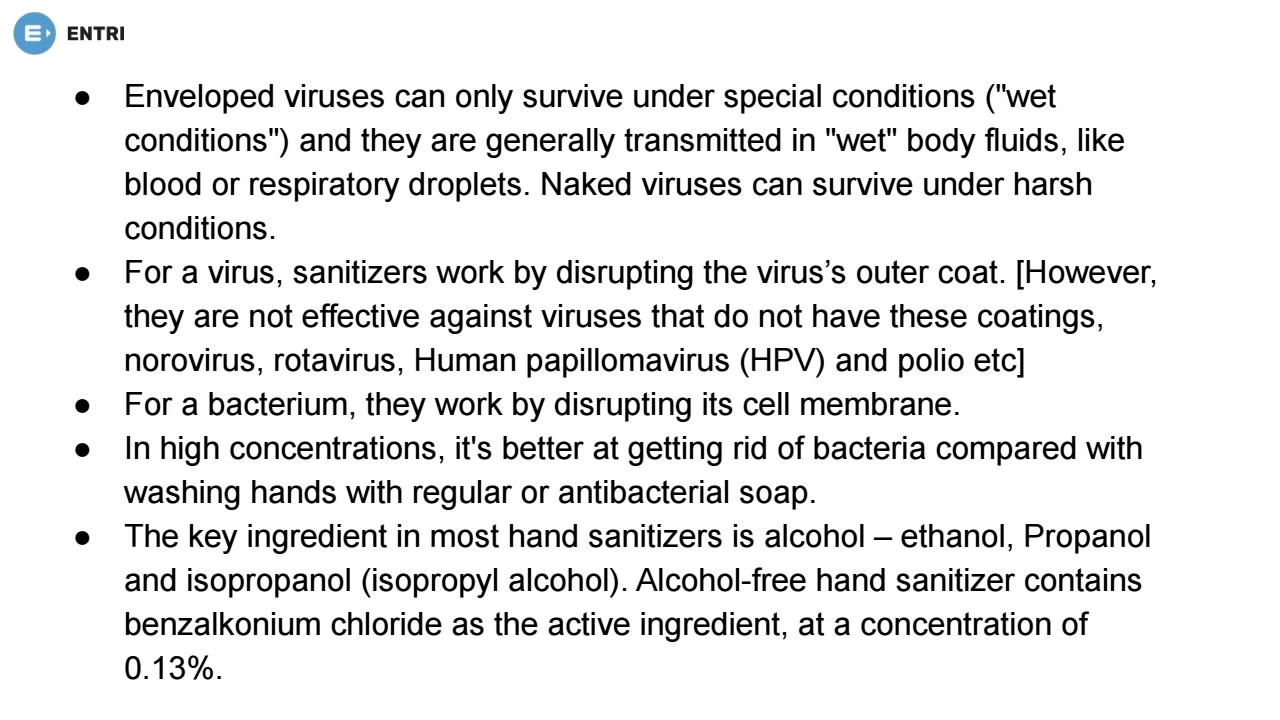 ENTRI
● Enveloped viruses can only survive under special conditions ("wet
conditions") and they are generally transmitted in "wet" body fluids, like
blood or respiratory droplets. Naked viruses can survive under harsh
conditions.
● For a virus, sanitizers work by disrupting the virus’s outer coat. [However,
they are not effective against viruses that do not have these coatings,
norovirus, rotavirus, Human papillomavirus (HPV) and polio etc]
● For a bacterium, they work by disrupting its cell membrane.
● In high concentrations, it's better at getting rid of bacteria compared with
washing hands with regular or antibacterial soap.
● The key ingredient in most hand sanitizers is alcohol – ethanol, Propanol
and isopropanol (isopropyl alcohol). Alcohol-free hand sanitizer contains
benzalkonium chloride as the active ingredient, at a concentration of
0.13%.